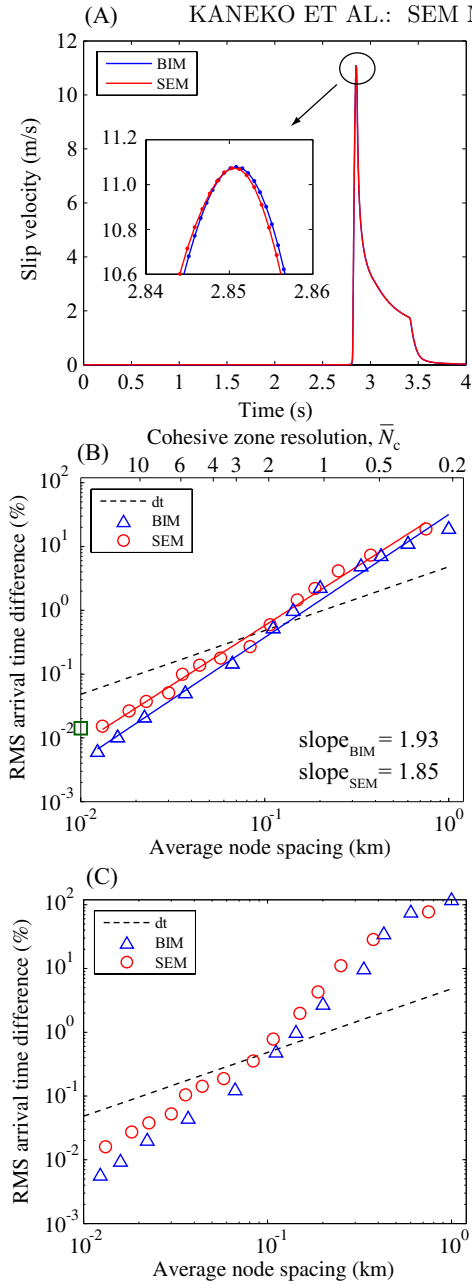 KANEKO ET AL.: SEM
(A)
12
10
8
6
4
2
0
Slip velocity (m/s)
BIM
SEM
11.2
11.0
10.8
10.6
2.84
2.85
2.86
0
0.5
1
1.5
2
2.5
3
3.5
4
Time (s)
Cohesive zone resolution, N̅c
(B)
10
6
4
3
2
1
0.5
0.2
10²
10¹
10⁰
10⁻¹
10⁻²
10⁻³
RMS arrival time difference (%)
dt
BIM
SEM
slope_BIM = 1.93
slope_SEM = 1.85
10⁻²
10⁻¹
10⁰
Average node spacing (km)
(C)
10²
10¹
10⁰
10⁻¹
10⁻²
10⁻³
RMS arrival time difference (%)
dt
BIM
SEM
10⁻²
10⁻¹
10⁰
Average node spacing (km)